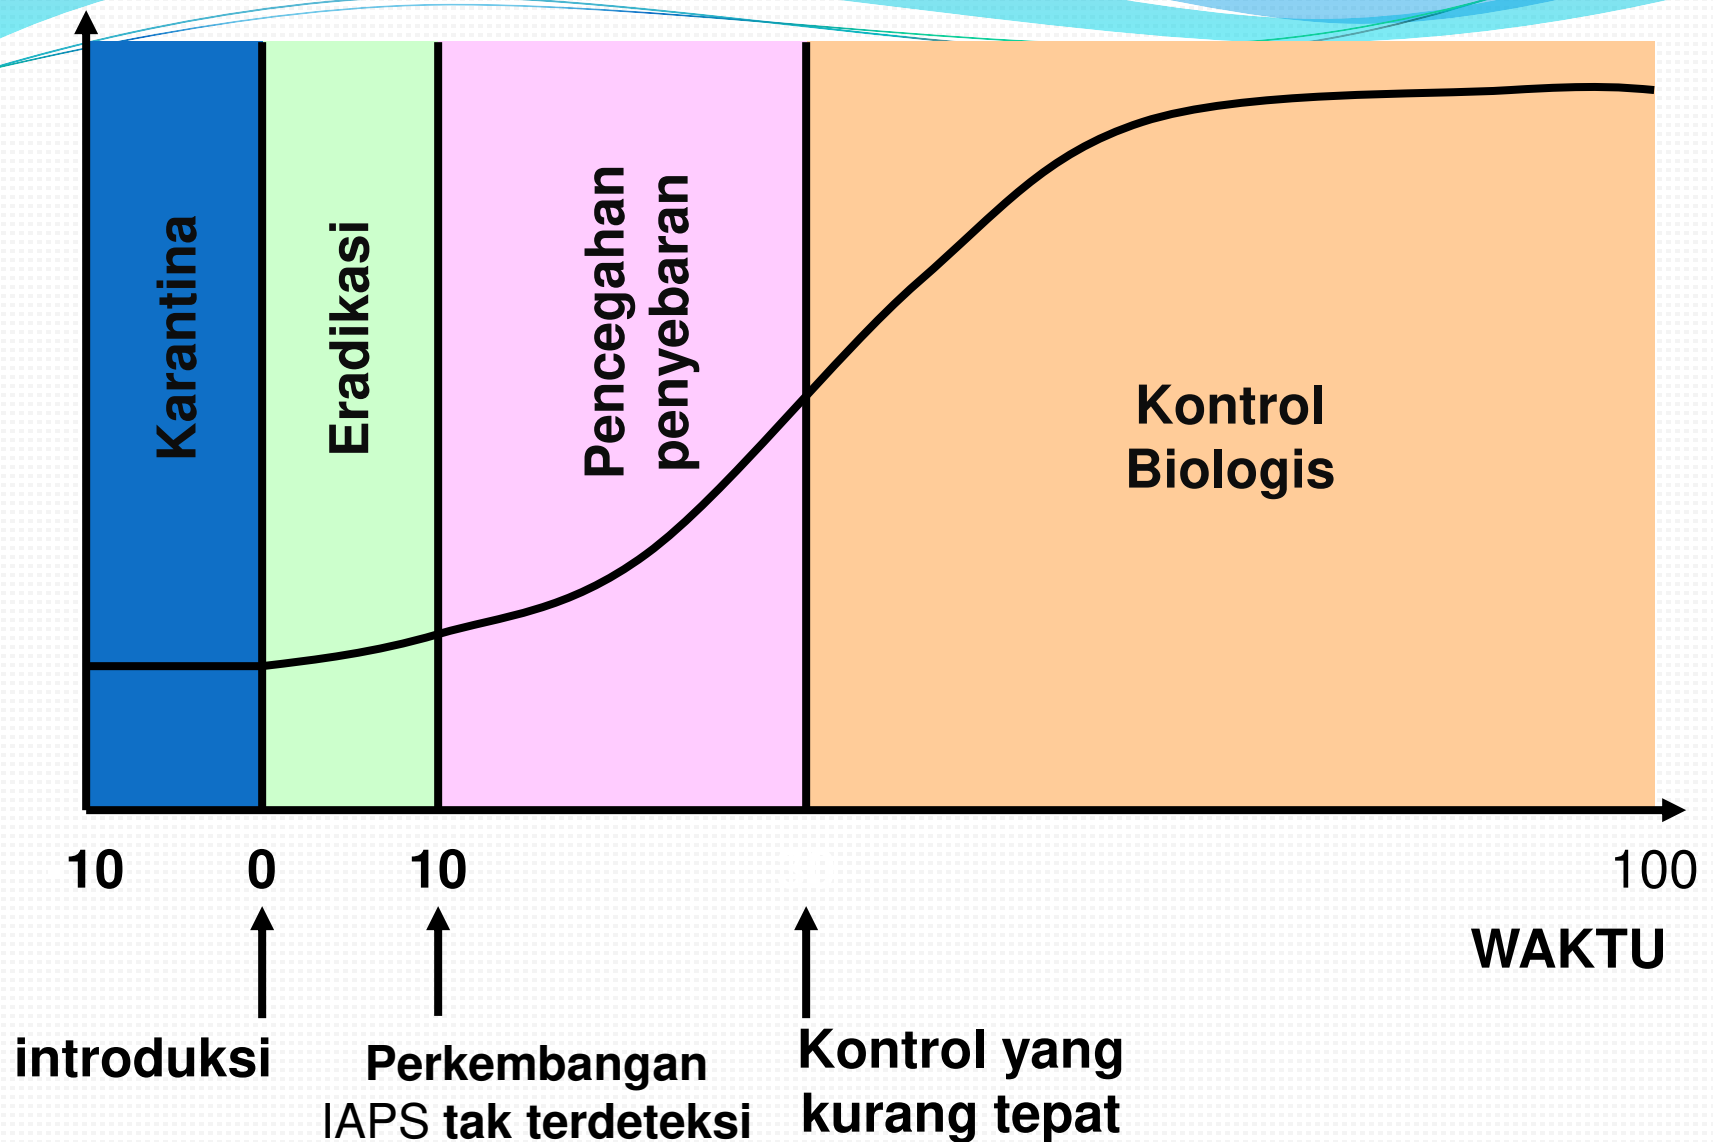 Karantina
Eradikasi
Pencegahan
penyebaran
Kontrol
Biologis
10
0
10
100
WAKTU
introduksi
Perkembangan
IAPS tak terdeteksi
Kontrol yang
kurang tepat